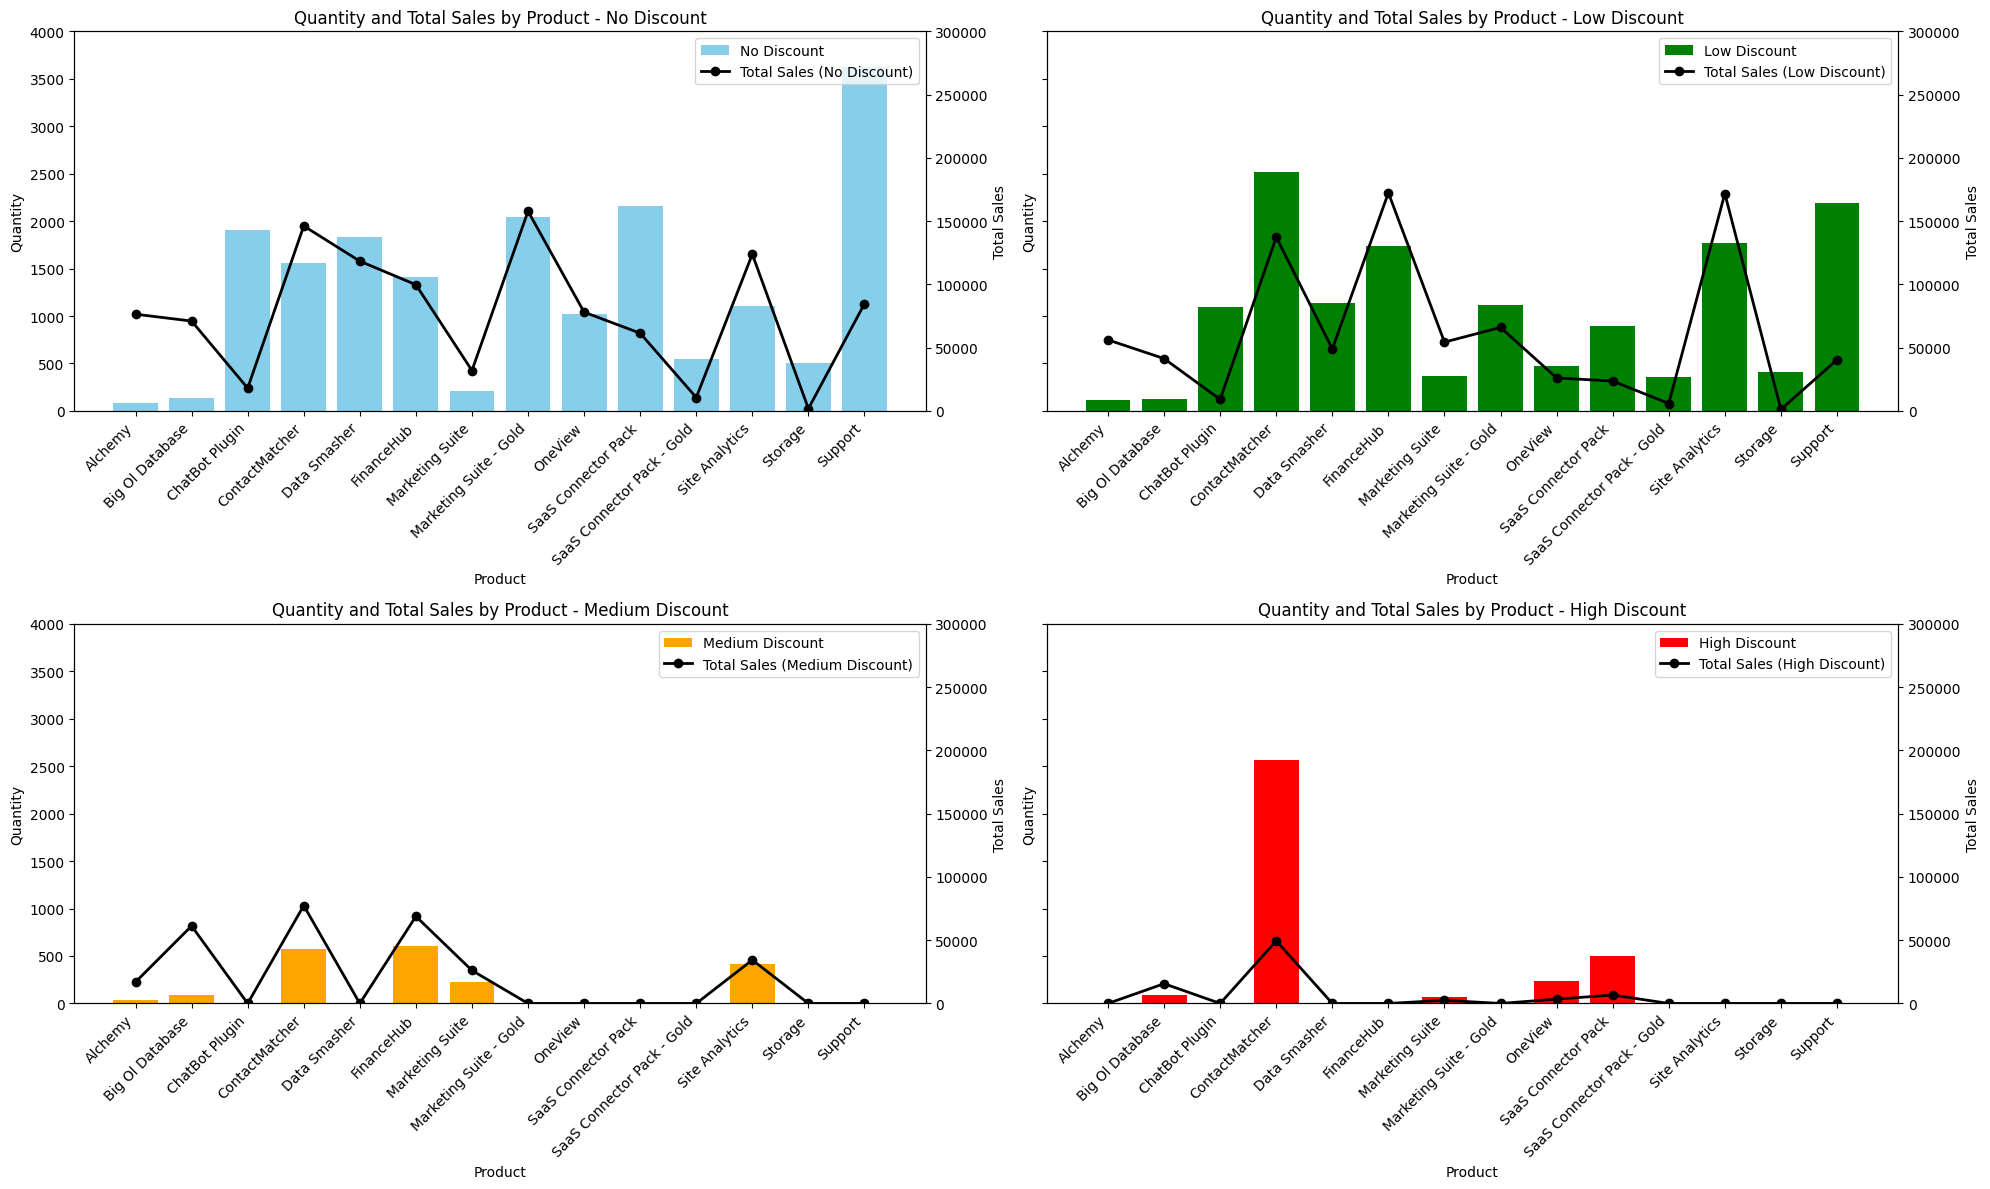 Quantity and Total Sales by Product - No Discount
No Discount
Total Sales (No Discount)
Quantity
4000
3500
3000
2500
2000
1500
1000
500
0
300000
250000
200000
150000
100000
50000
0
Total Sales
Alchemy
Big Ol Database
ChatBot Plugin
ContactMatcher
Data Smasher
FinanceHub
Marketing Suite
Marketing Suite - Gold
OneView
SaaS Connector Pack
SaaS Connector Pack - Gold
Site Analytics
Storage
Support
Product
Quantity and Total Sales by Product - Low Discount
Low Discount
Total Sales (Low Discount)
Quantity
300000
250000
200000
150000
100000
50000
0
Total Sales
Alchemy
Big Ol Database
ChatBot Plugin
ContactMatcher
Data Smasher
FinanceHub
Marketing Suite
Marketing Suite - Gold
OneView
SaaS Connector Pack
SaaS Connector Pack - Gold
Site Analytics
Storage
Support
Product
Quantity and Total Sales by Product - Medium Discount
Medium Discount
Total Sales (Medium Discount)
Quantity
4000
3500
3000
2500
2000
1500
1000
500
0
300000
250000
200000
150000
100000
50000
0
Total Sales
Alchemy
Big Ol Database
ChatBot Plugin
ContactMatcher
Data Smasher
FinanceHub
Marketing Suite
Marketing Suite - Gold
OneView
SaaS Connector Pack
SaaS Connector Pack - Gold
Site Analytics
Storage
Support
Product
Quantity and Total Sales by Product - High Discount
High Discount
Total Sales (High Discount)
Quantity
300000
250000
200000
150000
100000
50000
0
Total Sales
Alchemy
Big Ol Database
ChatBot Plugin
ContactMatcher
Data Smasher
FinanceHub
Marketing Suite
Marketing Suite - Gold
OneView
SaaS Connector Pack
SaaS Connector Pack - Gold
Site Analytics
Storage
Support
Product